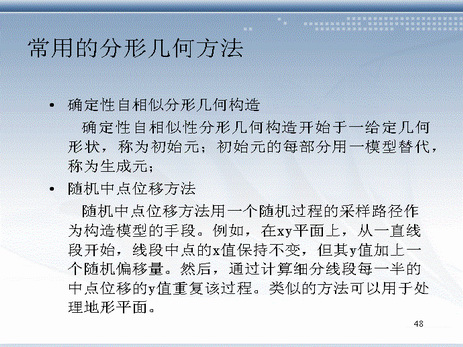 常用的分形几何方法
• 确定性自相似分形几何构造
确定性自相似性分形几何构造开始于一给定几何
形状，称为初始元；初始元的每部分用一模型替代，
称为生成元；
• 随机中点位移方法
随机中点位移方法用一个随机过程的采样路径作
为构造模型的手段。例如，在xy平面上，从一直线
段开始，线段中点的x值保持不变，但其y值加上一
个随机偏移量。然后，通过计算细分线段每一半的
中点位移的y值重复该过程。类似的方法可以用于处
理地形平面。
48